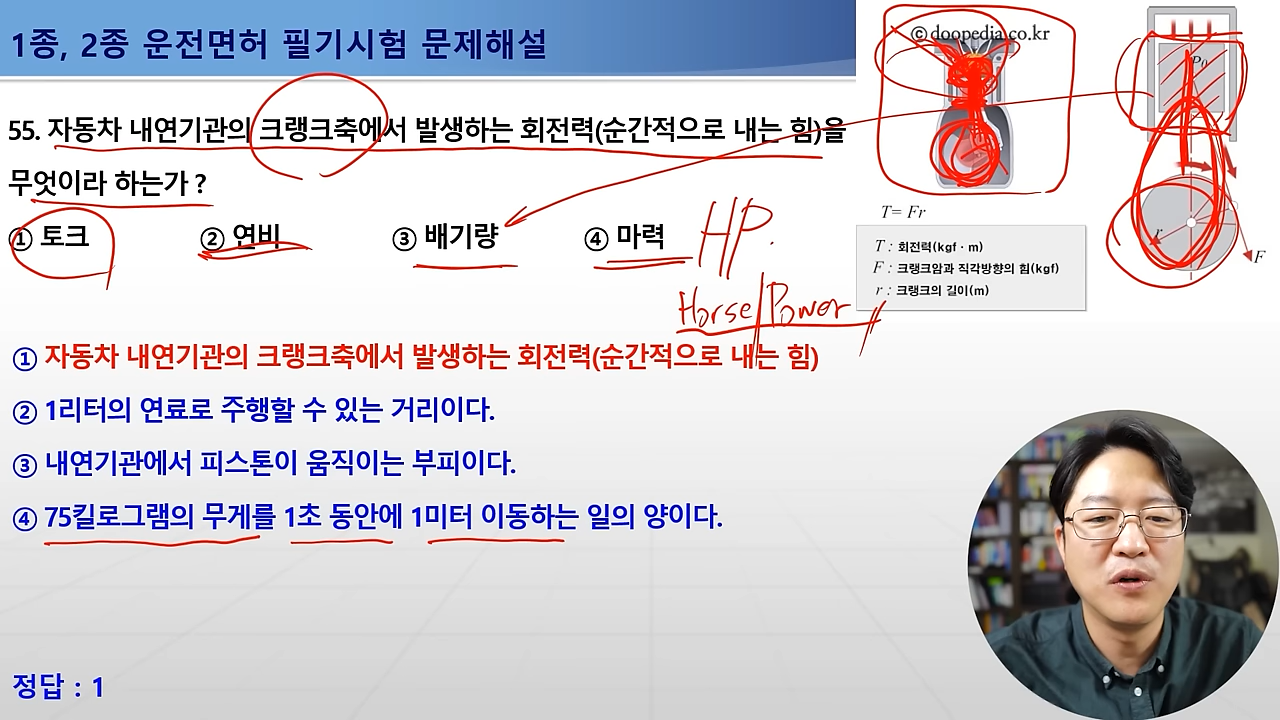 1종, 2종 운전면허 필기시험 문제해설
ⓒdoopedia.co.kr
P₀
55. 자동차 내연기관의 크랭크축에서 발생하는 회전력(순간적으로 내는 힘)을
무엇이라 하는가 ?
① 토크 ② 연비 ③ 배기량 ④ 마력
HP.
Horse/Power
r
F
T= Fr
T : 회전력(kgf · m)
F : 크랭크암과 직각방향의 힘(kgf)
r : 크랭크의 길이(m)
① 자동차 내연기관의 크랭크축에서 발생하는 회전력(순간적으로 내는 힘)
② 1리터의 연료로 주행할 수 있는 거리이다.
③ 내연기관에서 피스톤이 움직이는 부피이다.
④ 75킬로그램의 무게를 1초 동안에 1미터 이동하는 일의 양이다.
정답 : 1